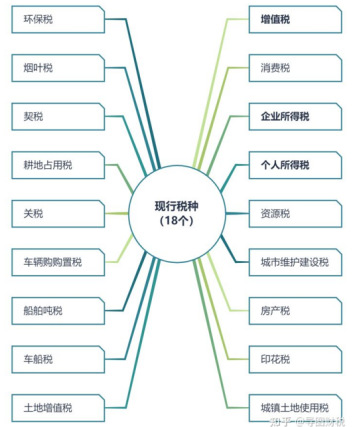 环保税
增值税
烟叶税
消费税
契税
企业所得税
耕地占用税
个人所得税
现行税种
（18个）
关税
资源税
车辆购购置税
城市维护建设税
船舶吨税
房产税
车船税
印花税
土地增值税
城镇土地使用税
知乎